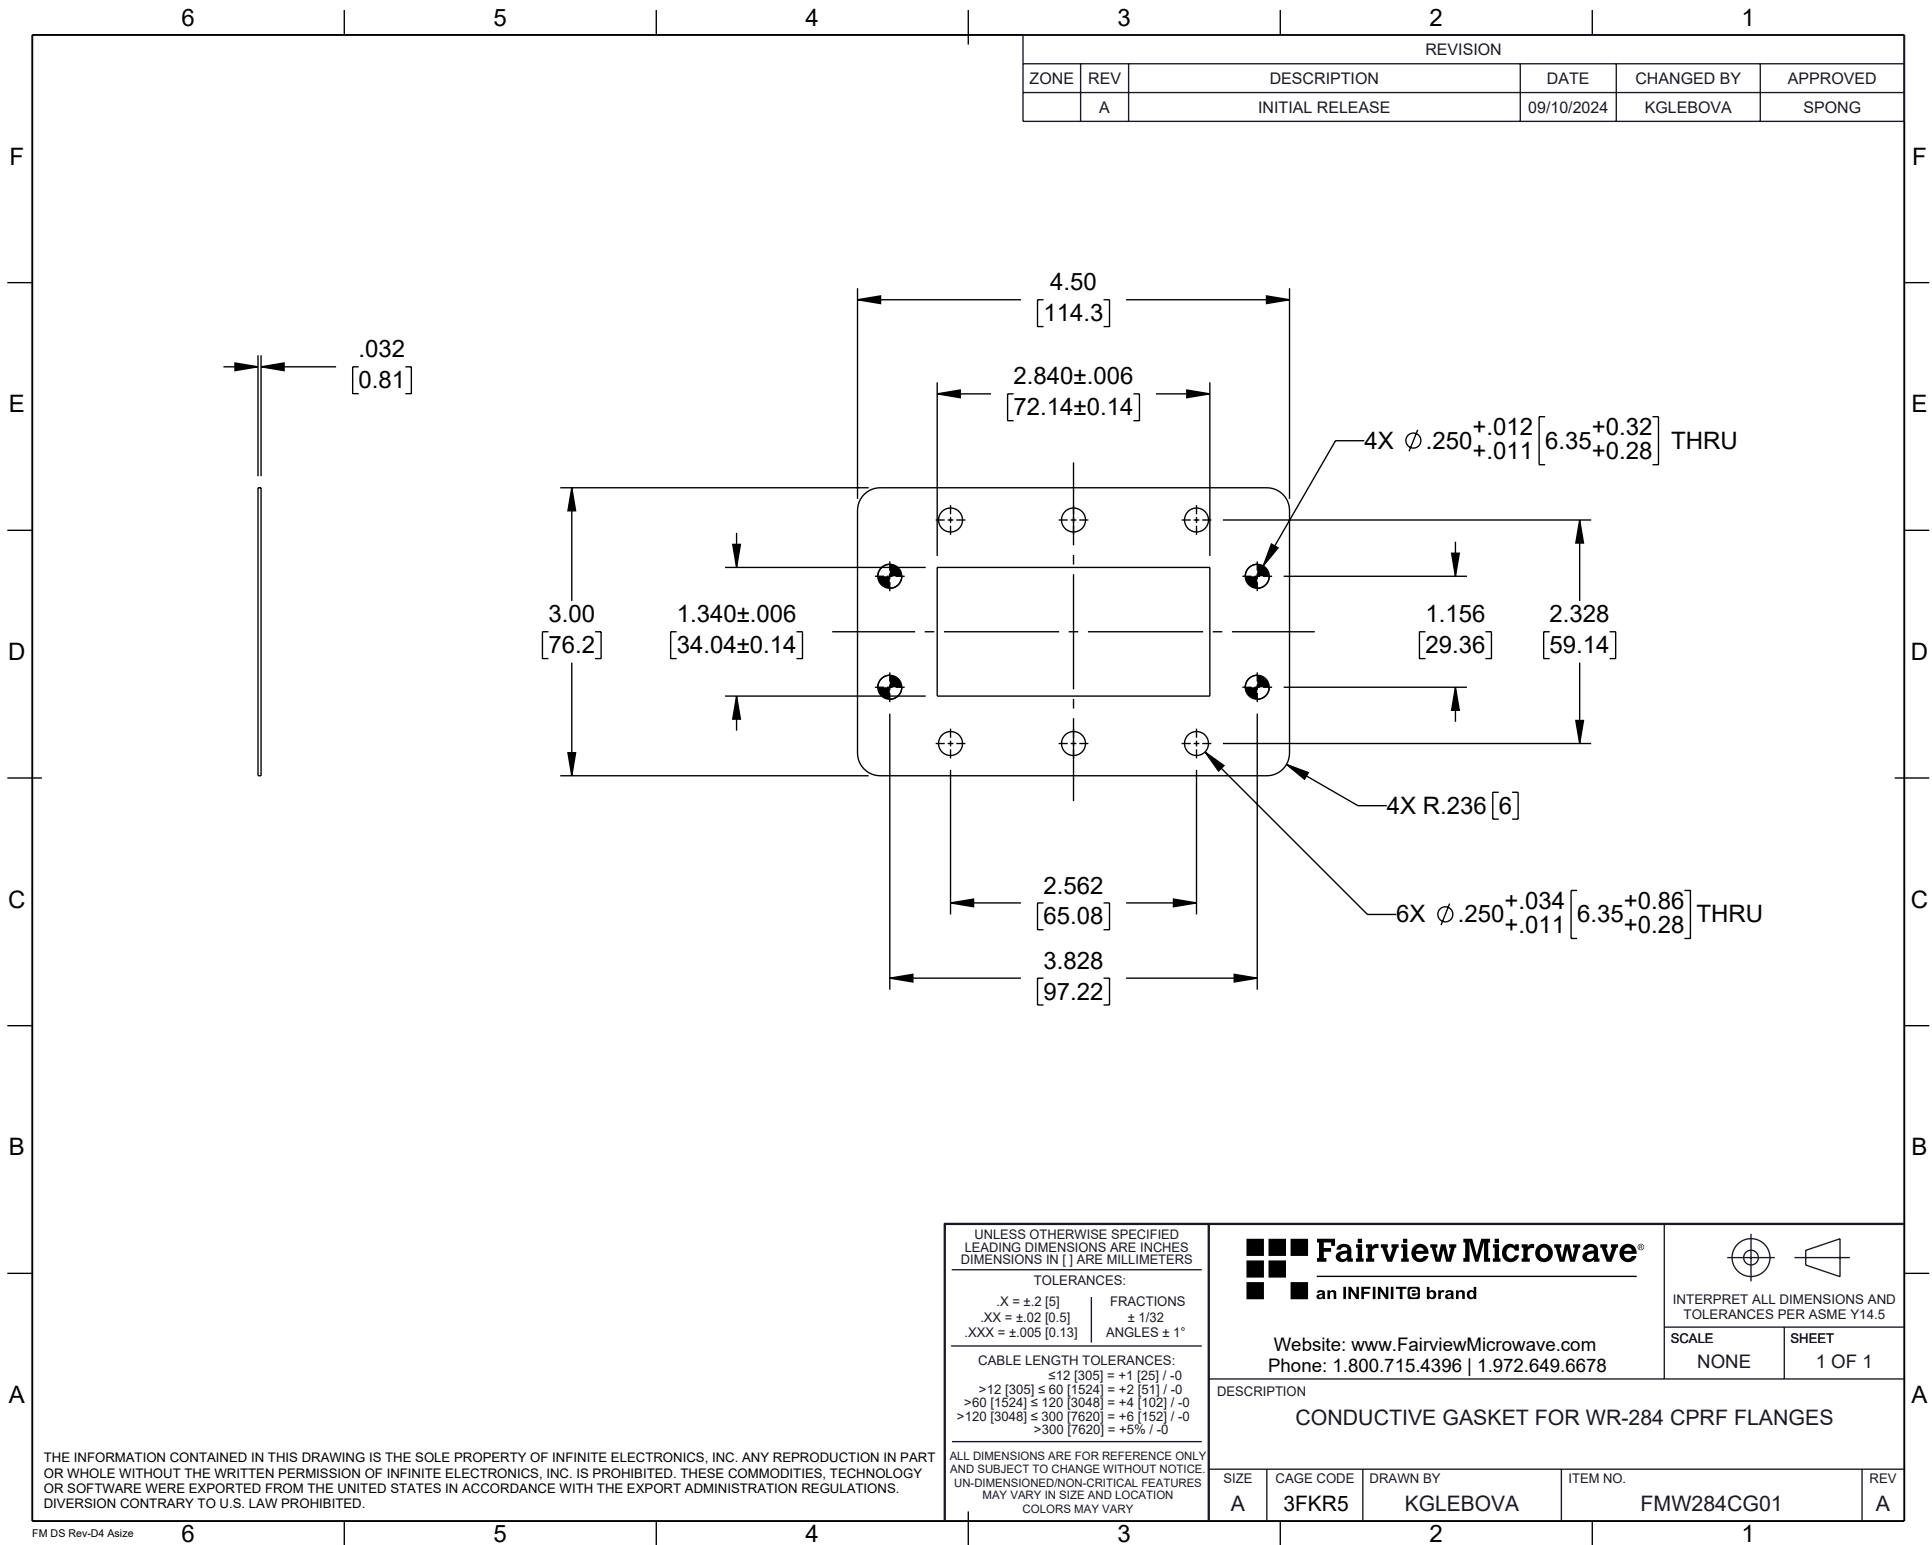 6 5 4 3 2 1
REVISION
ZONE REV DESCRIPTION DATE CHANGED BY APPROVED
A INITIAL RELEASE 09/10/2024 KGLEBOVA SPONG
F F
4.50
[114.3]
.032
[0.81]
2.840±.006
[72.14±0.14]
E E
4X ⌀.250 +.012 +.011 [6.35 +0.32 +0.28] THRU
3.00
[76.2]
1.340±.006
[34.04±0.14]
1.156
[29.36]
2.328
[59.14]
D D
4X R.236 [6]
2.562
[65.08]
C C
6X ⌀.250 +.034 +.011 [6.35 +0.86 +0.28] THRU
3.828
[97.22]
B B
UNLESS OTHERWISE SPECIFIED
LEADING DIMENSIONS ARE INCHES
DIMENSIONS IN [ ] ARE MILLIMETERS
TOLERANCES:
.X = ±.2 [5]
.XX = ±.02 [0.5]
.XXX = ±.005 [0.13]
FRACTIONS
± 1/32
ANGLES ± 1°
CABLE LENGTH TOLERANCES:
≤12 [305] = +1 [25] / -0
>12 [305] ≤ 60 [1524] = +2 [51] / -0
>60 [1524] ≤ 120 [3048] = +4 [102] / -0
>120 [3048] ≤ 300 [7620] = +6 [152] / -0
>300 [7620] = +5% / -0
ALL DIMENSIONS ARE FOR REFERENCE ONLY
AND SUBJECT TO CHANGE WITHOUT NOTICE.
UN-DIMENSIONED/NON-CRITICAL FEATURES
MAY VARY IN SIZE AND LOCATION
COLORS MAY VARY
Fairview Microwave®
an INFINITE brand
Website: www.FairviewMicrowave.com
Phone: 1.800.715.4396 | 1.972.649.6678
INTERPRET ALL DIMENSIONS AND
TOLERANCES PER ASME Y14.5
SCALE
NONE
SHEET
1 OF 1
A A
DESCRIPTION
CONDUCTIVE GASKET FOR WR-284 CPRF FLANGES
SIZE
A
CAGE CODE
3FKR5
DRAWN BY
KGLEBOVA
ITEM NO.
FMW284CG01
REV
A
THE INFORMATION CONTAINED IN THIS DRAWING IS THE SOLE PROPERTY OF INFINITE ELECTRONICS, INC. ANY REPRODUCTION IN PART
OR WHOLE WITHOUT THE WRITTEN PERMISSION OF INFINITE ELECTRONICS, INC. IS PROHIBITED. THESE COMMODITIES, TECHNOLOGY
OR SOFTWARE WERE EXPORTED FROM THE UNITED STATES IN ACCORDANCE WITH THE EXPORT ADMINISTRATION REGULATIONS.
DIVERSION CONTRARY TO U.S. LAW PROHIBITED.
FM DS Rev-D4 Asize
6 5 4 3 2 1